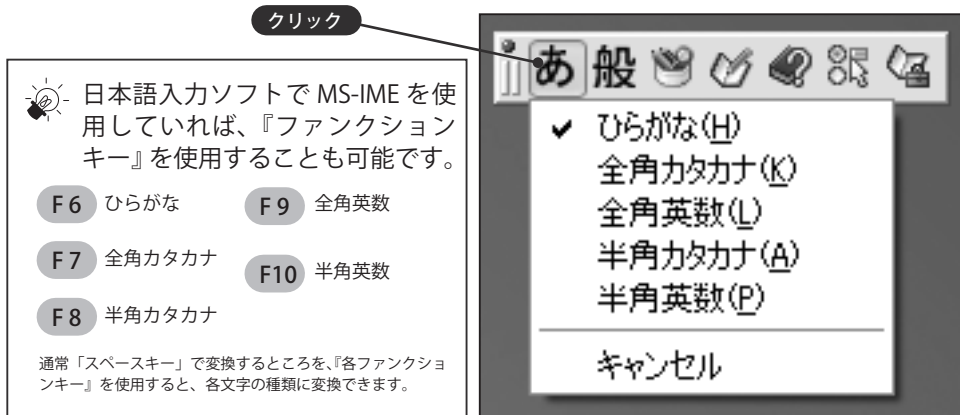 クリック
日本語入力ソフトで MS-IME を使
用していれば、『ファンクション
キー』を使用することも可能です。
F 6 ひらがな
F 9 全角英数
F 7 全角カタカナ
F10 半角英数
F 8 半角カタカナ
通常「スペースキー」で変換するところを、『各ファンクショ
ンキー』を使用すると、各文字の種類に変換できます。
あ 般
ひらがな(H)
全角カタカナ(K)
全角英数(L)
半角カタカナ(A)
半角英数(P)
キャンセル